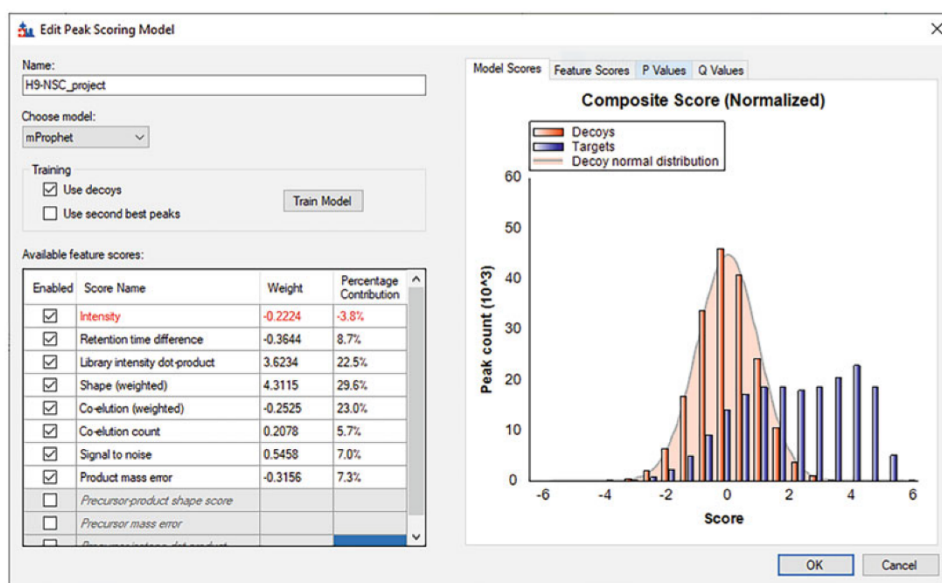 Edit Peak Scoring Model
Name:
H9-NSC_project
Choose model:
mProphet
Training
Use decoys
Use second best peaks
Train Model
Available feature scores:
Enabled Score Name Weight Percentage Contribution
Intensity -0.2224 -3.8%
Retention time difference -0.3644 8.7%
Library intensity dot-product 3.6234 22.5%
Shape (weighted) 4.3115 29.6%
Co-elution (weighted) -0.2525 23.0%
Co-elution count 0.2078 5.7%
Signal to noise 0.5458 7.0%
Product mass error -0.3156 7.3%
Precursor-product shape score
Precursor mass error
Model Scores Feature Scores P Values Q Values
Composite Score (Normalized)
Decoys
Targets
Decoy normal distribution
Peak count (10^3)
60
50
40
30
20
10
0
-6 -4 -2 0 2 4 6
Score
OK Cancel